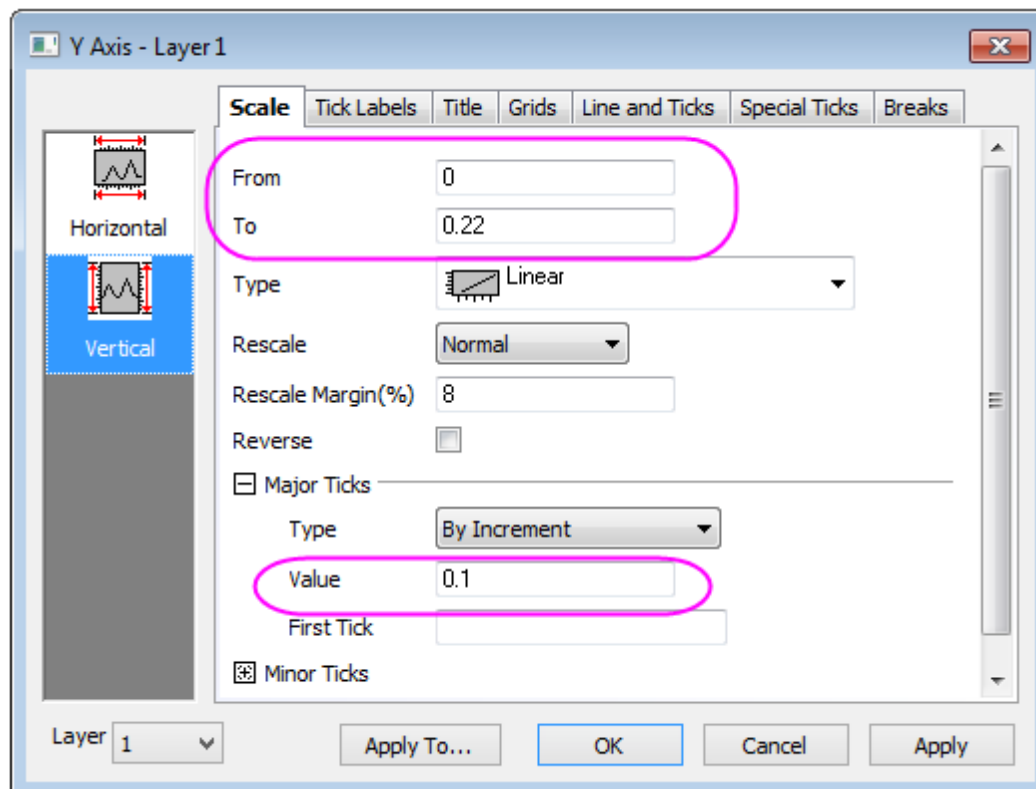 Y Axis - Layer 1
Scale Tick Labels Title Grids Line and Ticks Special Ticks Breaks
Horizontal
Vertical
From 0
To 0.22
Type Linear
Rescale Normal
Rescale Margin(%) 8
Reverse
Major Ticks
Type By Increment
Value 0.1
First Tick
Minor Ticks
Layer 1 Apply To... OK Cancel Apply